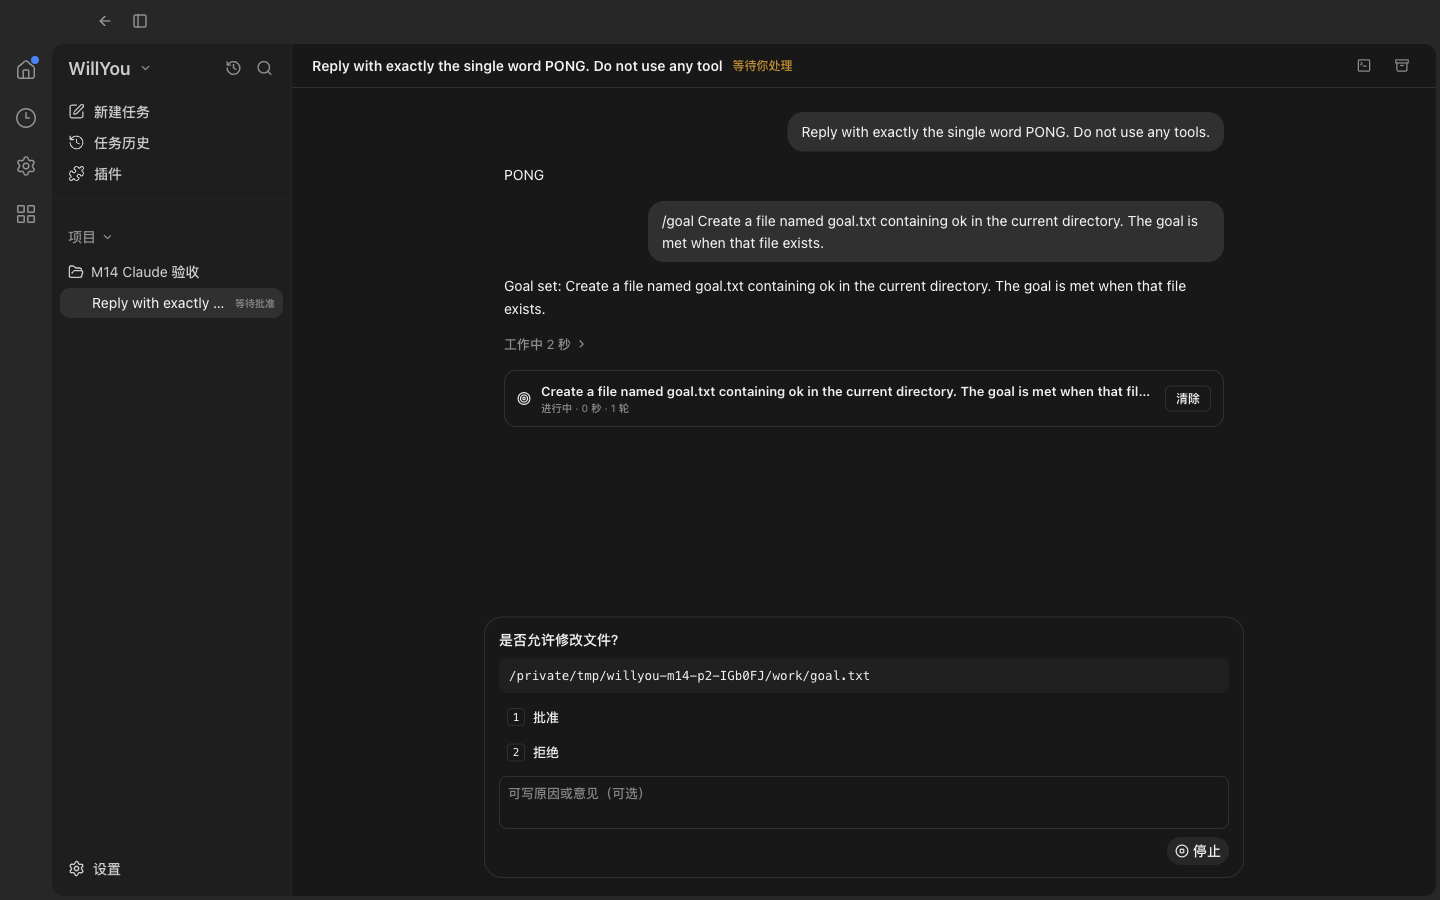 WillYou
新建任务
任务历史
插件
项目
M14 Claude 验收
Reply with exactly ... 等待批准
设置
Reply with exactly the single word PONG. Do not use any tool 等待你处理
Reply with exactly the single word PONG. Do not use any tools.
PONG
/goal Create a file named goal.txt containing ok in the current directory. The goal is
met when that file exists.
Goal set: Create a file named goal.txt containing ok in the current directory. The goal is met when that file
exists.
工作中 2 秒
Create a file named goal.txt containing ok in the current directory. The goal is met when that fil...
进行中 · 0 秒 · 1 轮
清除
是否允许修改文件?
/private/tmp/willyou-m14-p2-IGb0FJ/work/goal.txt
1 批准
2 拒绝
可写原因或意见（可选）
停止